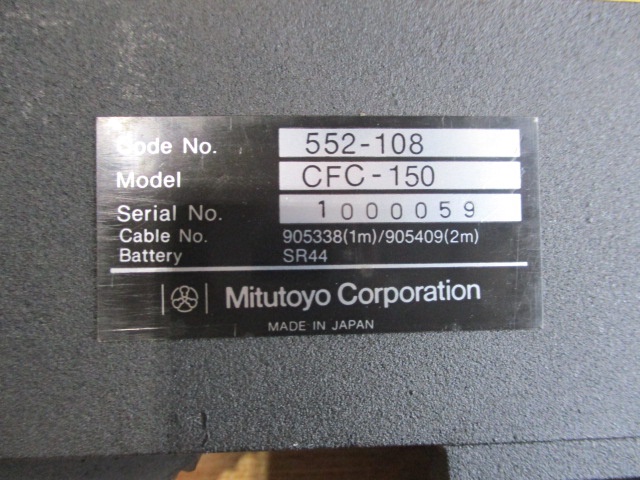 Code No. 552-108
Model CFC-150
Serial No. 1000059
Cable No. 905338(1m)/905409(2m)
Battery SR44
Mitutoyo Corporation
MADE IN JAPAN